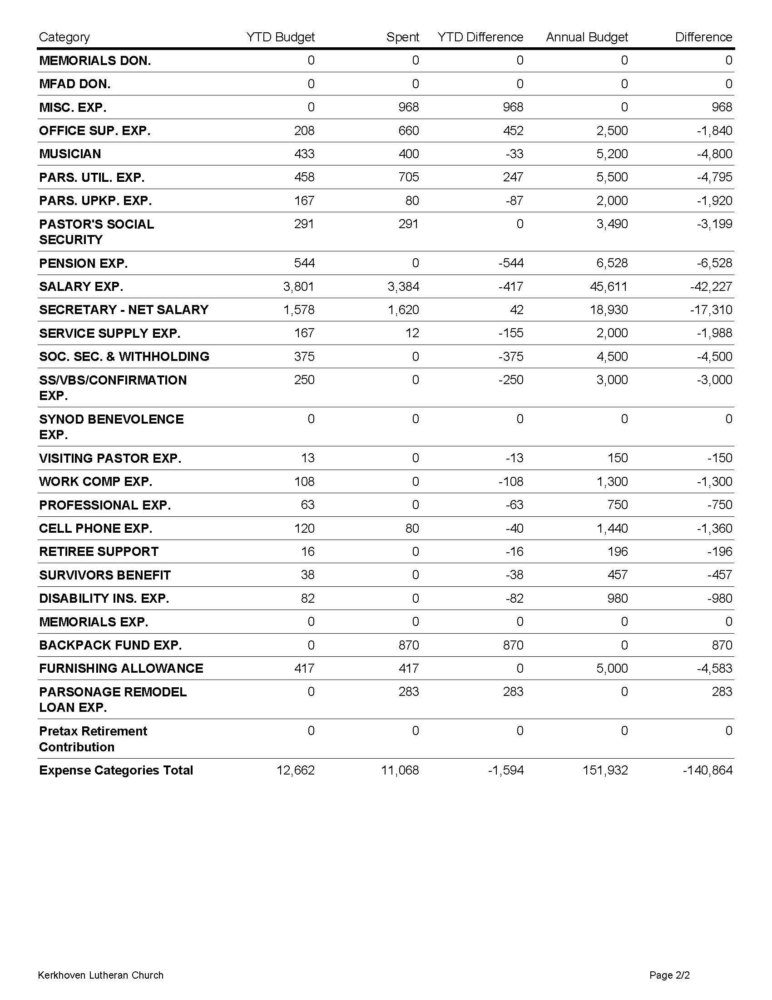 Category YTD Budget Spent YTD Difference Annual Budget Difference
MEMORIALS DON. 0 0 0 0 0
MFAD DON. 0 0 0 0 0
MISC. EXP. 0 968 968 0 968
OFFICE SUP. EXP. 208 660 452 2,500 -1,840
MUSICIAN 433 400 -33 5,200 -4,800
PARS. UTIL. EXP. 458 705 247 5,500 -4,795
PARS. UPKP. EXP. 167 80 -87 2,000 -1,920
PASTOR'S SOCIAL 291 291 0 3,490 -3,199
SECURITY
PENSION EXP. 544 0 -544 6,528 -6,528
SALARY EXP. 3,801 3,384 -417 45,611 -42,227
SECRETARY - NET SALARY 1,578 1,620 42 18,930 -17,310
SERVICE SUPPLY EXP. 167 12 -155 2,000 -1,988
SOC. SEC. & WITHHOLDING 375 0 -375 4,500 -4,500
SS/VBS/CONFIRMATION 250 0 -250 3,000 -3,000
EXP.
SYNOD BENEVOLENCE 0 0 0 0 0
EXP.
VISITING PASTOR EXP. 13 0 -13 150 -150
WORK COMP EXP. 108 0 -108 1,300 -1,300
PROFESSIONAL EXP. 63 0 -63 750 -750
CELL PHONE EXP. 120 80 -40 1,440 -1,360
RETIREE SUPPORT 16 0 -16 196 -196
SURVIVORS BENEFIT 38 0 -38 457 -457
DISABILITY INS. EXP. 82 0 -82 980 -980
MEMORIALS EXP. 0 0 0 0 0
BACKPACK FUND EXP. 0 870 870 0 870
FURNISHING ALLOWANCE 417 417 0 5,000 -4,583
PARSONAGE REMODEL 0 283 283 0 283
LOAN EXP.
Pretax Retirement 0 0 0 0 0
Contribution
Expense Categories Total 12,662 11,068 -1,594 151,932 -140,864
Kerkhoven Lutheran Church Page 2/2